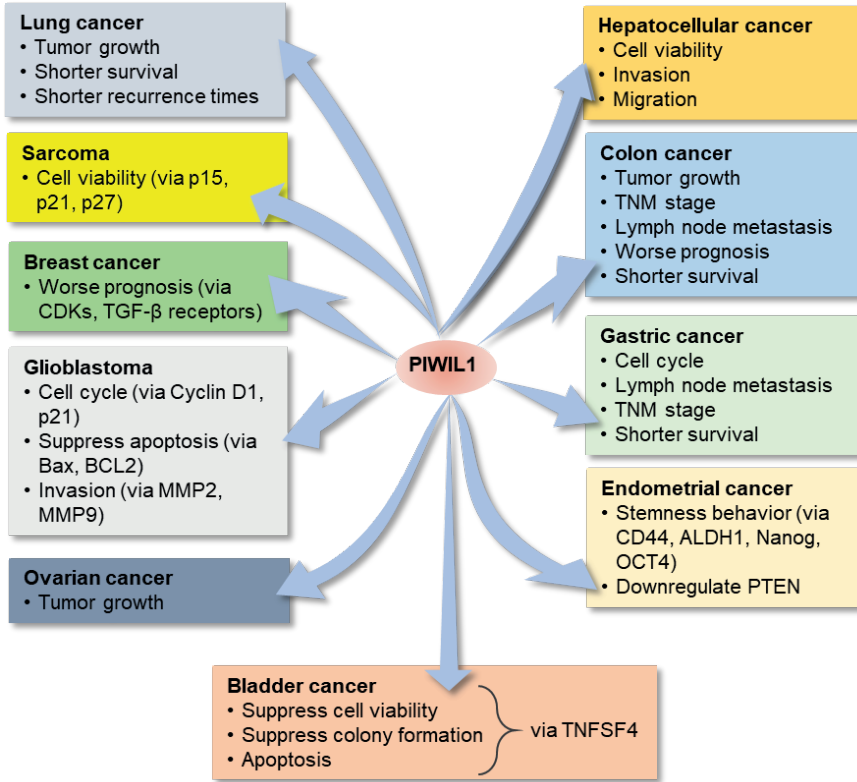 Lung cancer
• Tumor growth
• Shorter survival
• Shorter recurrence times
Sarcoma
• Cell viability (via p15,
p21, p27)
Breast cancer
• Worse prognosis (via
CDKs, TGF-β receptors)
Glioblastoma
• Cell cycle (via Cyclin D1,
p21)
• Suppress apoptosis (via
Bax, BCL2)
• Invasion (via MMP2,
MMP9)
Ovarian cancer
• Tumor growth
PIWIL1
Hepatocellular cancer
• Cell viability
• Invasion
• Migration
Colon cancer
• Tumor growth
• TNM stage
• Lymph node metastasis
• Worse prognosis
• Shorter survival
Gastric cancer
• Cell cycle
• Lymph node metastasis
• TNM stage
• Shorter survival
Endometrial cancer
• Stemness behavior (via
CD44, ALDH1, Nanog,
OCT4)
• Downregulate PTEN
Bladder cancer
• Suppress cell viability
• Suppress colony formation
• Apoptosis
via TNFSF4